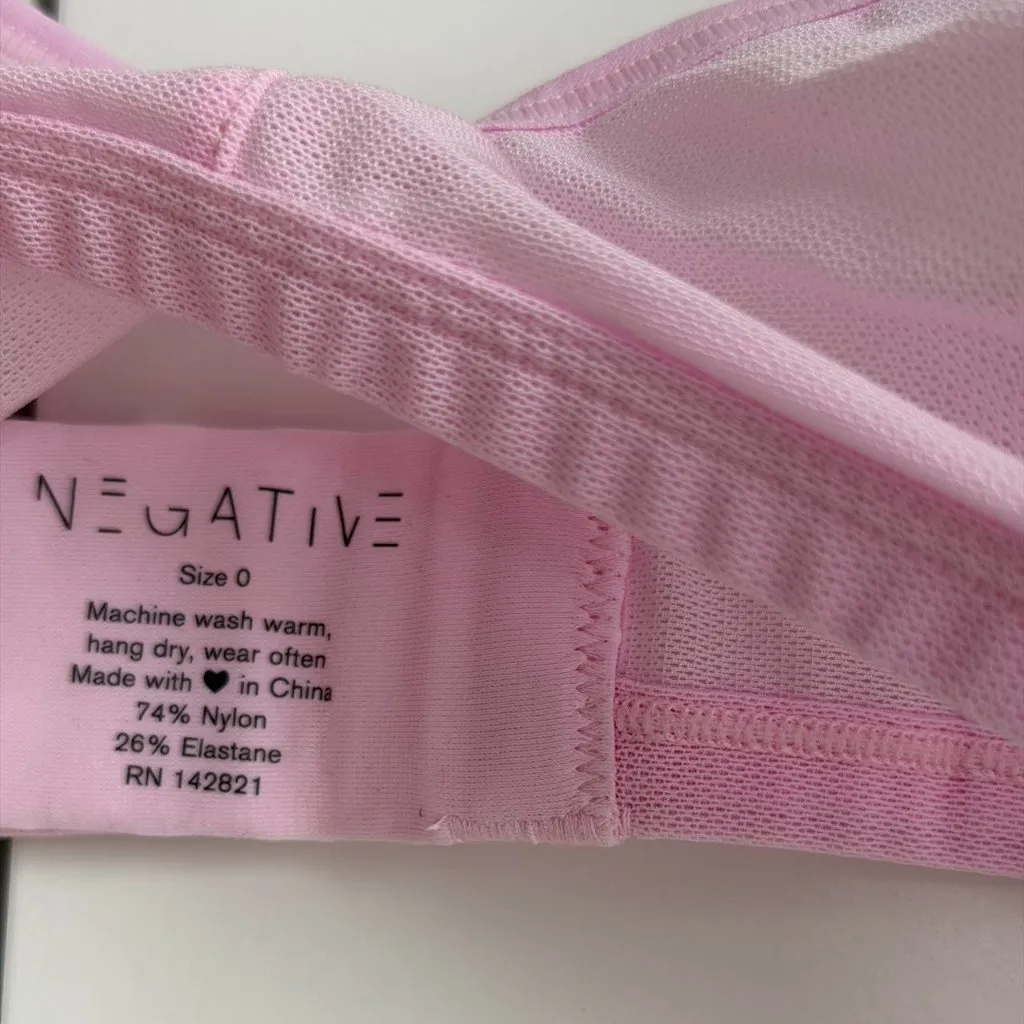 NEGATIVE
Size 0
Machine wash warm,
hang dry, wear often
Made with ♥ in China
74% Nylon
26% Elastane
RN 142821